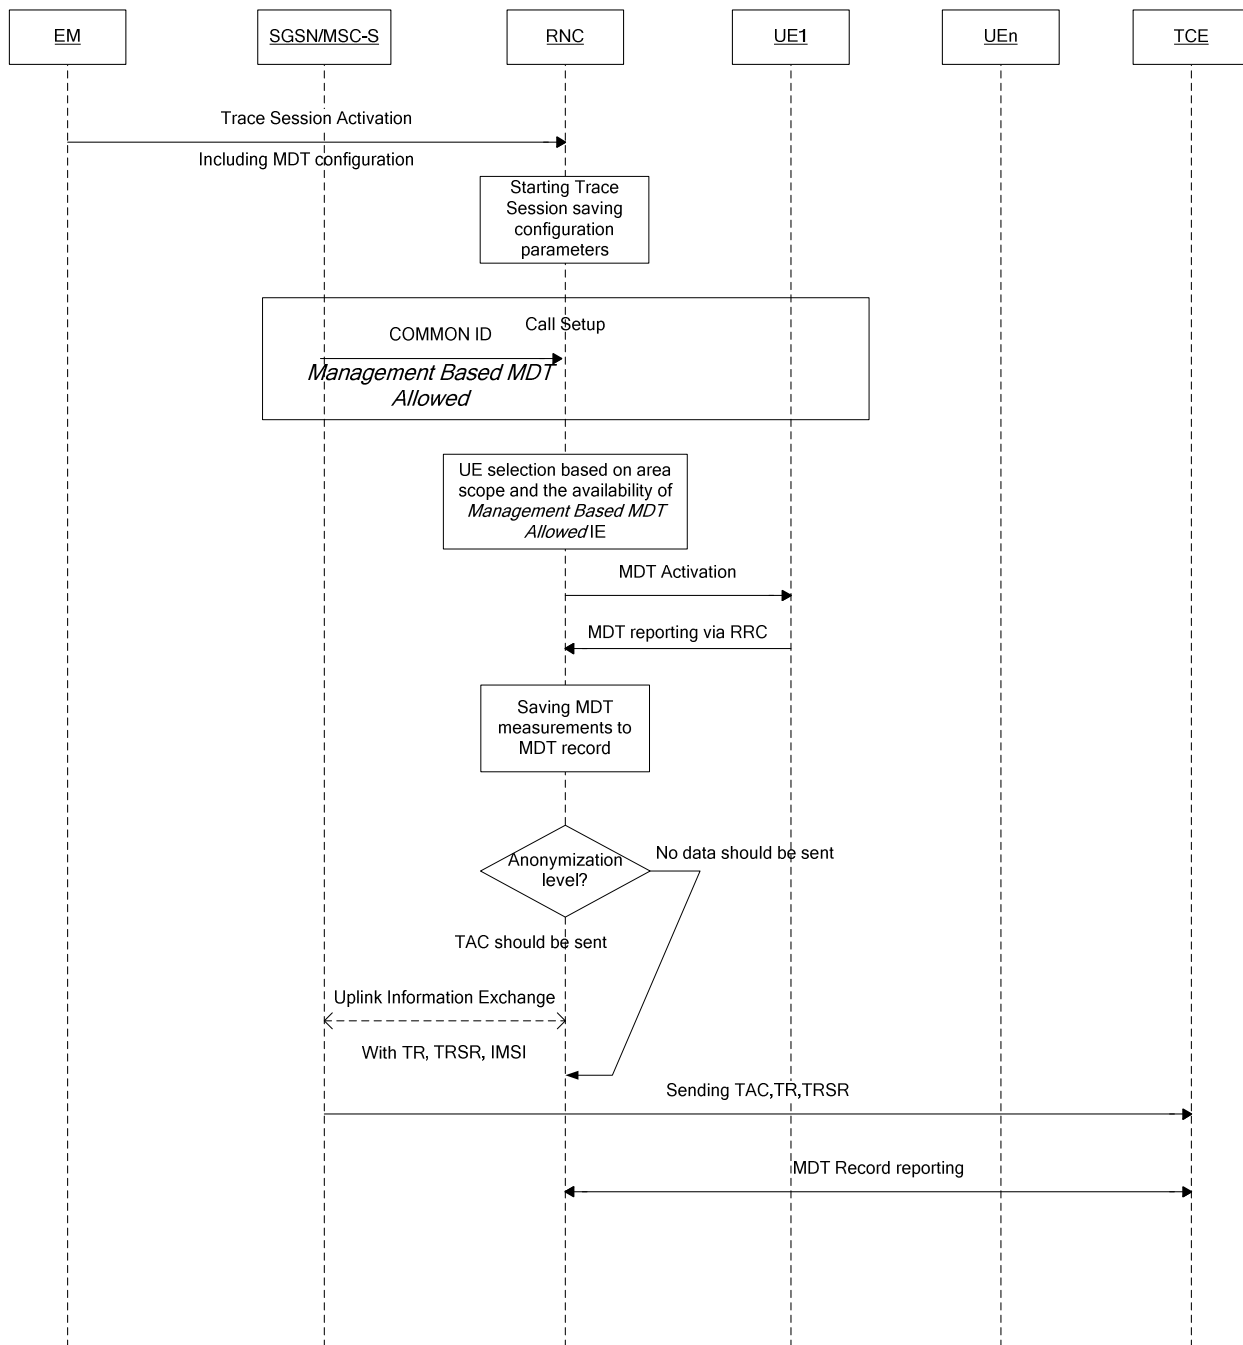 EM
SGSN/MSC-S
RNC
UE1
UEn
TCE
Trace Session Activation
Including MDT configuration
Starting Trace
Session saving
configuration
parameters
Call Setup
COMMON ID
Management Based MDT
Allowed
UE selection based on area
scope and the availability of
Management Based MDT
Allowed IE
MDT Activation
MDT reporting via RRC
Saving MDT
measurements to
MDT record
Anonymization
level?
No data should be sent
TAC should be sent
Uplink Information Exchange
With TR, TRSR, IMSI
Sending TAC,TR,TRSR
MDT Record reporting